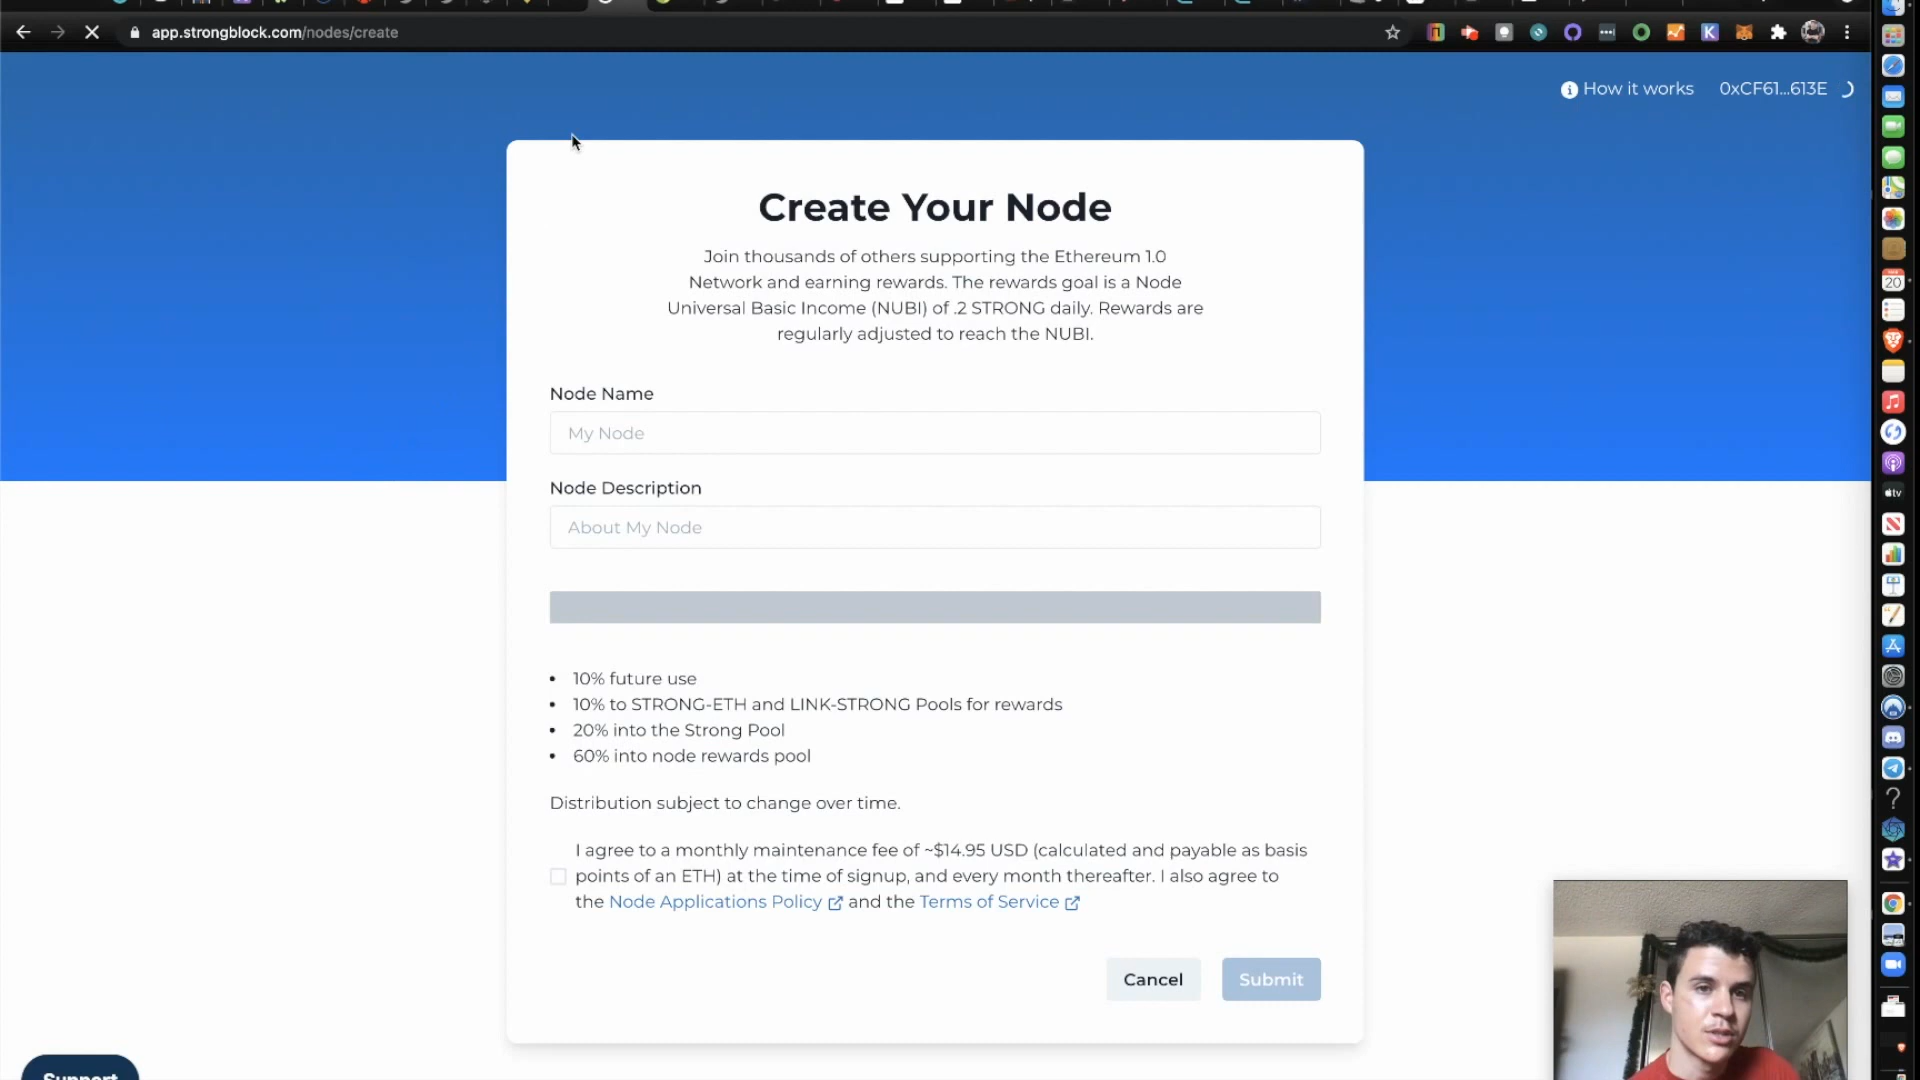 app.strongblock.com/nodes/create
How it works
0xCF61...613E
Create Your Node
Join thousands of others supporting the Ethereum 1.0
Network and earning rewards. The rewards goal is a Node
Universal Basic Income (NUBI) of .2 STRONG daily. Rewards are
regularly adjusted to reach the NUBI.
Node Name
My Node
Node Description
About My Node
• 10% future use
• 10% to STRONG-ETH and LINK-STRONG Pools for rewards
• 20% into the Strong Pool
• 60% into node rewards pool
Distribution subject to change over time.
I agree to a monthly maintenance fee of ~$14.95 USD (calculated and payable as basis
points of an ETH) at the time of signup, and every month thereafter. I also agree to
the Node Applications Policy and the Terms of Service
Cancel
Submit
Support
20
tv
K